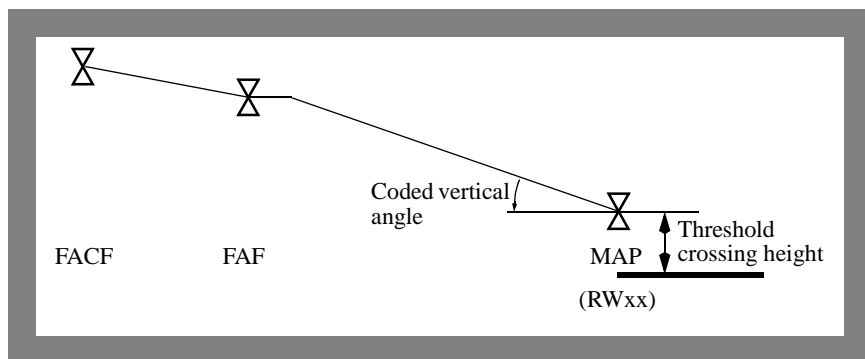 Coded vertical
angle
Threshold
crossing height
FACF
FAF
MAP
(RWxx)